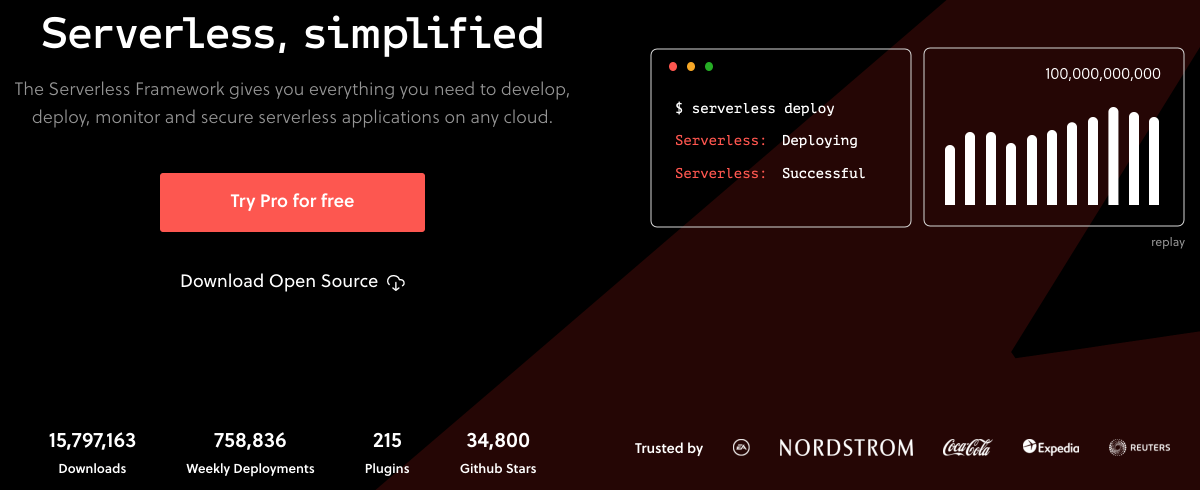 Serverless, simplified
The Serverless Framework gives you everything you need to develop,
deploy, monitor and secure serverless applications on any cloud.
Try Pro for free
Download Open Source
$ serverless deploy
Serverless: Deploying
Serverless: Successful
100,000,000,000
replay
15,797,163
Downloads
758,836
Weekly Deployments
215
Plugins
34,800
Github Stars
Trusted by
EA
NORDSTROM
Coca-Cola
Expedia
REUTERS